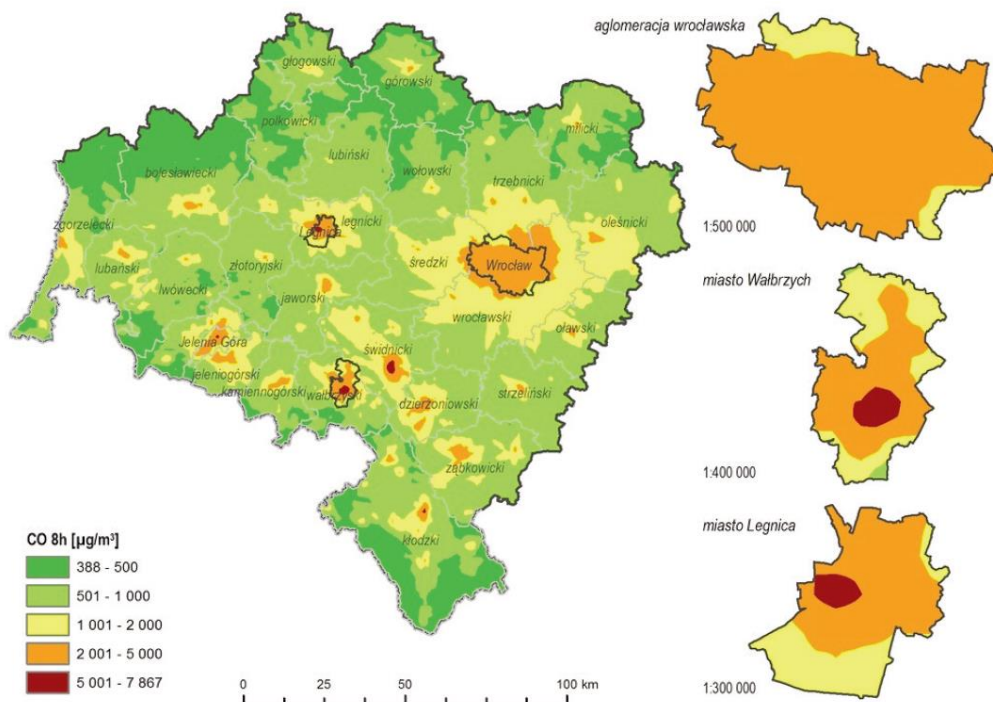 aglomeracja wrocławska
głogowski
górowski
polkowicki
milicki
lubiński
bolesławiecki
wołowski
trzebnicki
zgorzelecki
legnicki
Legnica
oleśnicki
1:500 000
lubański
złotoryjski
średzki
Wrocław
miasto Wałbrzych
lwówecki
jaworski
wrocławski
oławski
Jelenia Góra
świdnicki
jeleniogórski
kamiennogórski
wałbrzyski
dzierżoniowski
strzeliński
ząbkowicki
1:400 000
miasto Legnica
kłodzki
CO 8h [µg/m³]
388 - 500
501 - 1 000
1 001 - 2 000
2 001 - 5 000
5 001 - 7 867
0 25 50 100 km
1:300 000